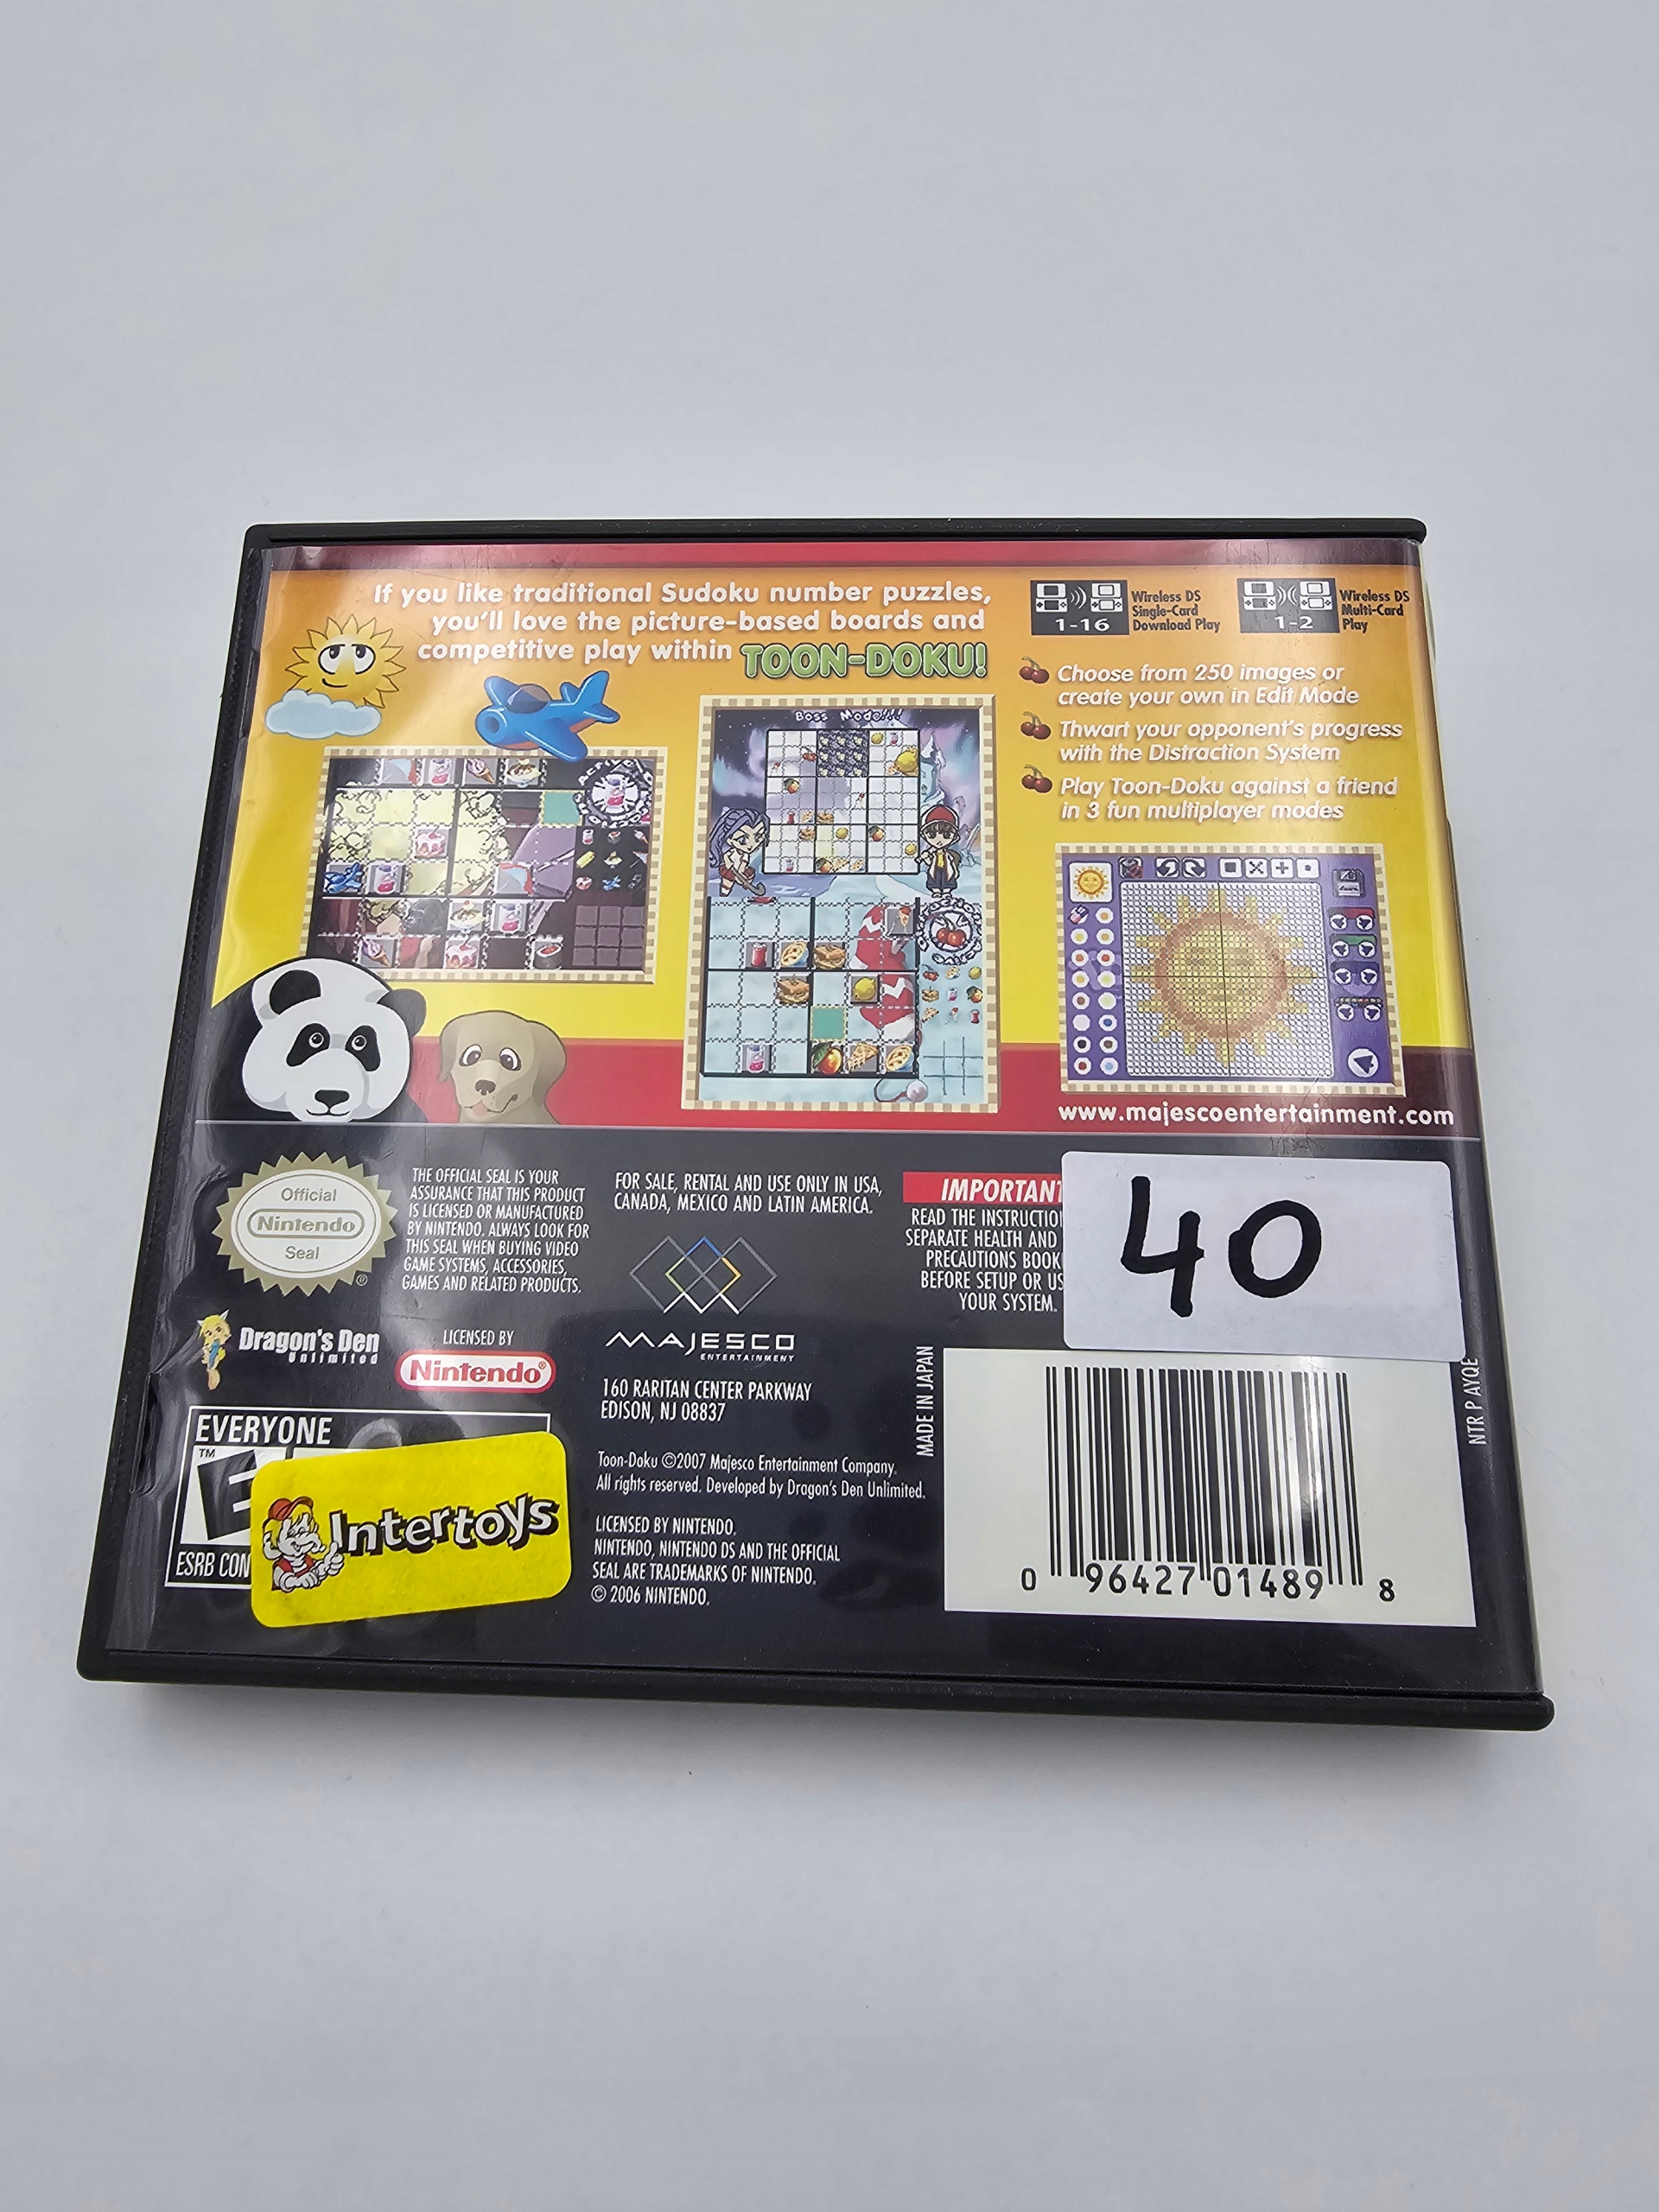 If you like traditional Sudoku number puzzles,
you'll love the picture-based boards and
competitive play within TOON-DOKU!
1-16
Wireless DS
Single-Card
Download Play
1-2
Wireless DS
Multi-Card
Play
Choose from 250 images or
create your own in Edit Mode
Thwart your opponent's progress
with the Distraction System
Play Toon-Doku against a friend
in 3 fun multiplayer modes
Boss Mode!!!
www.majescoentertainment.com
Official
Nintendo
Seal
®
THE OFFICIAL SEAL IS YOUR
ASSURANCE THAT THIS PRODUCT
IS LICENSED OR MANUFACTURED
BY NINTENDO. ALWAYS LOOK FOR
THIS SEAL WHEN BUYING VIDEO
GAME SYSTEMS, ACCESSORIES,
GAMES AND RELATED PRODUCTS.
FOR SALE, RENTAL AND USE ONLY IN USA,
CANADA, MEXICO AND LATIN AMERICA.
IMPORTANT
READ THE INSTRUCTIO
SEPARATE HEALTH AND
PRECAUTIONS BOOK
BEFORE SETUP OR US
YOUR SYSTEM.
40
Dragon's Den
Unlimited
LICENSED BY
Nintendo®
MAJESCO
ENTERTAINMENT
160 RARITAN CENTER PARKWAY
EDISON, NJ 08837
MADE IN JAPAN
NTR P AYQE
EVERYONE
TM
E
ESRB CON
Intertoys
Toon-Doku ©2007 Majesco Entertainment Company.
All rights reserved. Developed by Dragon's Den Unlimited.
LICENSED BY NINTENDO.
NINTENDO, NINTENDO DS AND THE OFFICIAL
SEAL ARE TRADEMARKS OF NINTENDO.
© 2006 NINTENDO.
0 96427 01489 8